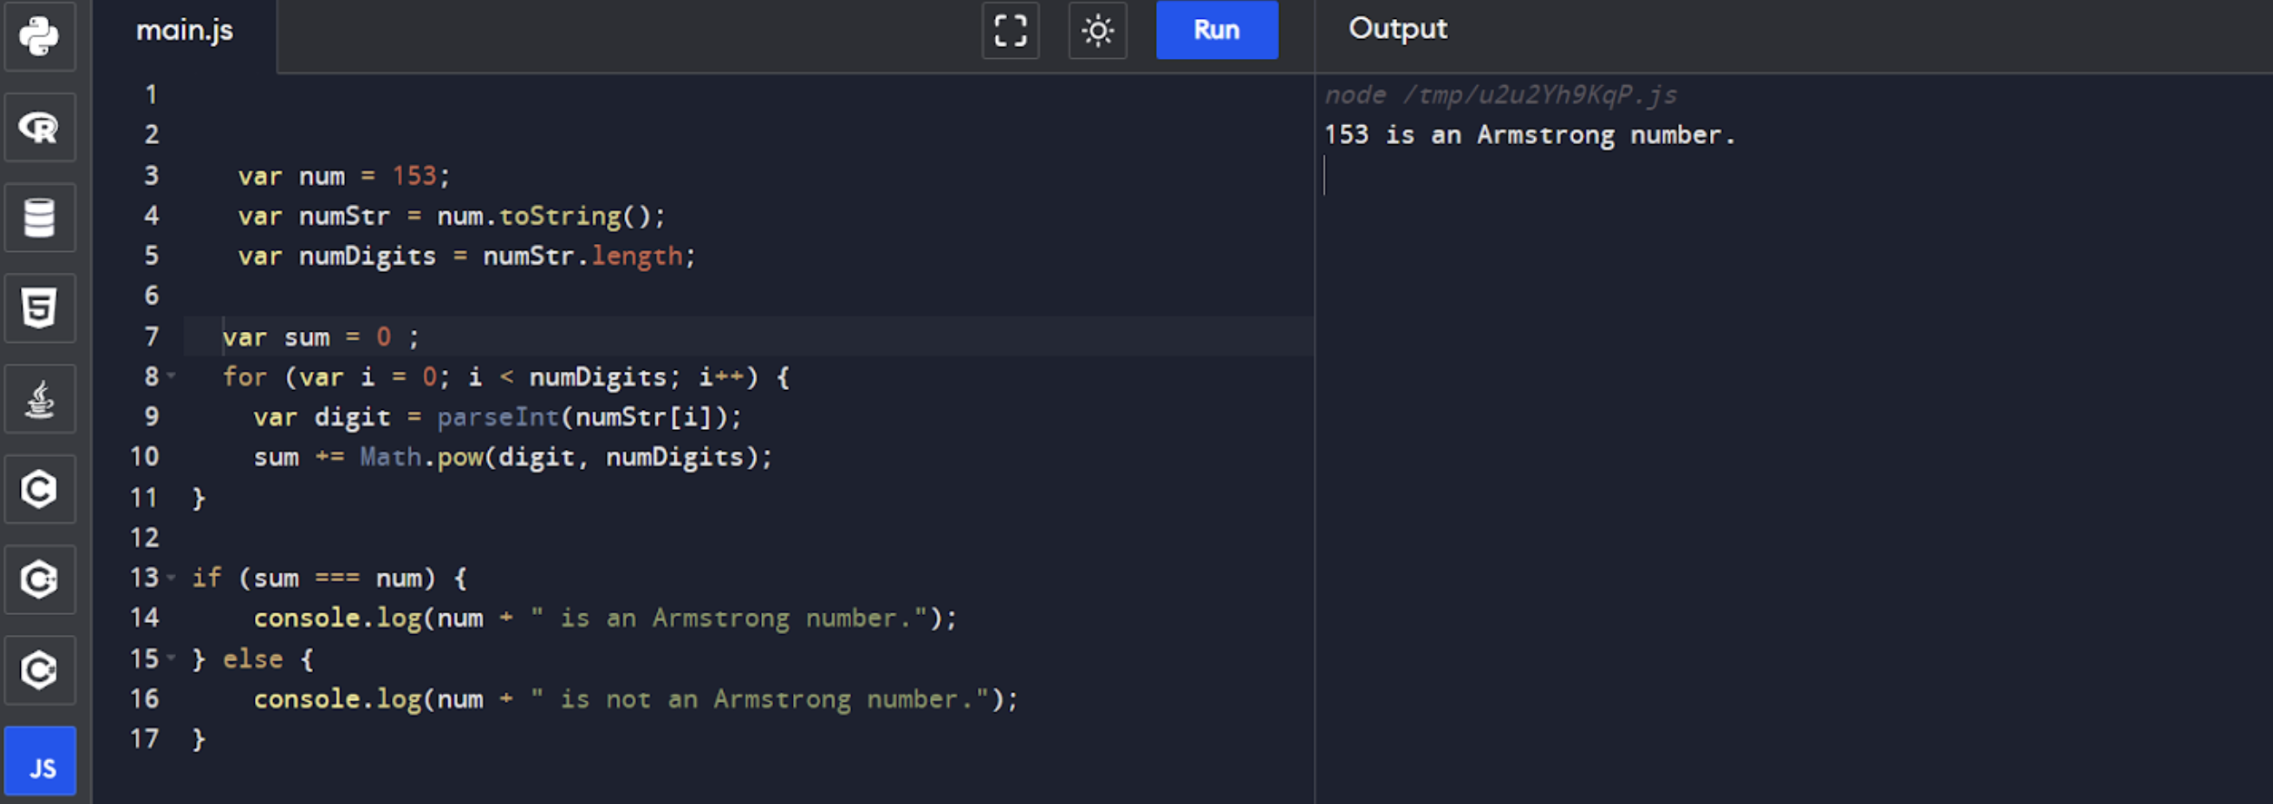 main.js
Run
Output
1
2
3 var num = 153;
4 var numStr = num.toString();
5 var numDigits = numStr.length;
6
7 var sum = 0 ;
8 for (var i = 0; i < numDigits; i++) {
9 var digit = parseInt(numStr[i]);
10 sum += Math.pow(digit, numDigits);
11 }
12
13 if (sum === num) {
14 console.log(num + " is an Armstrong number.");
15 } else {
16 console.log(num + " is not an Armstrong number.");
17 }
node /tmp/u2u2Yh9KqP.js
153 is an Armstrong number.
R
5
C
C
C
JS